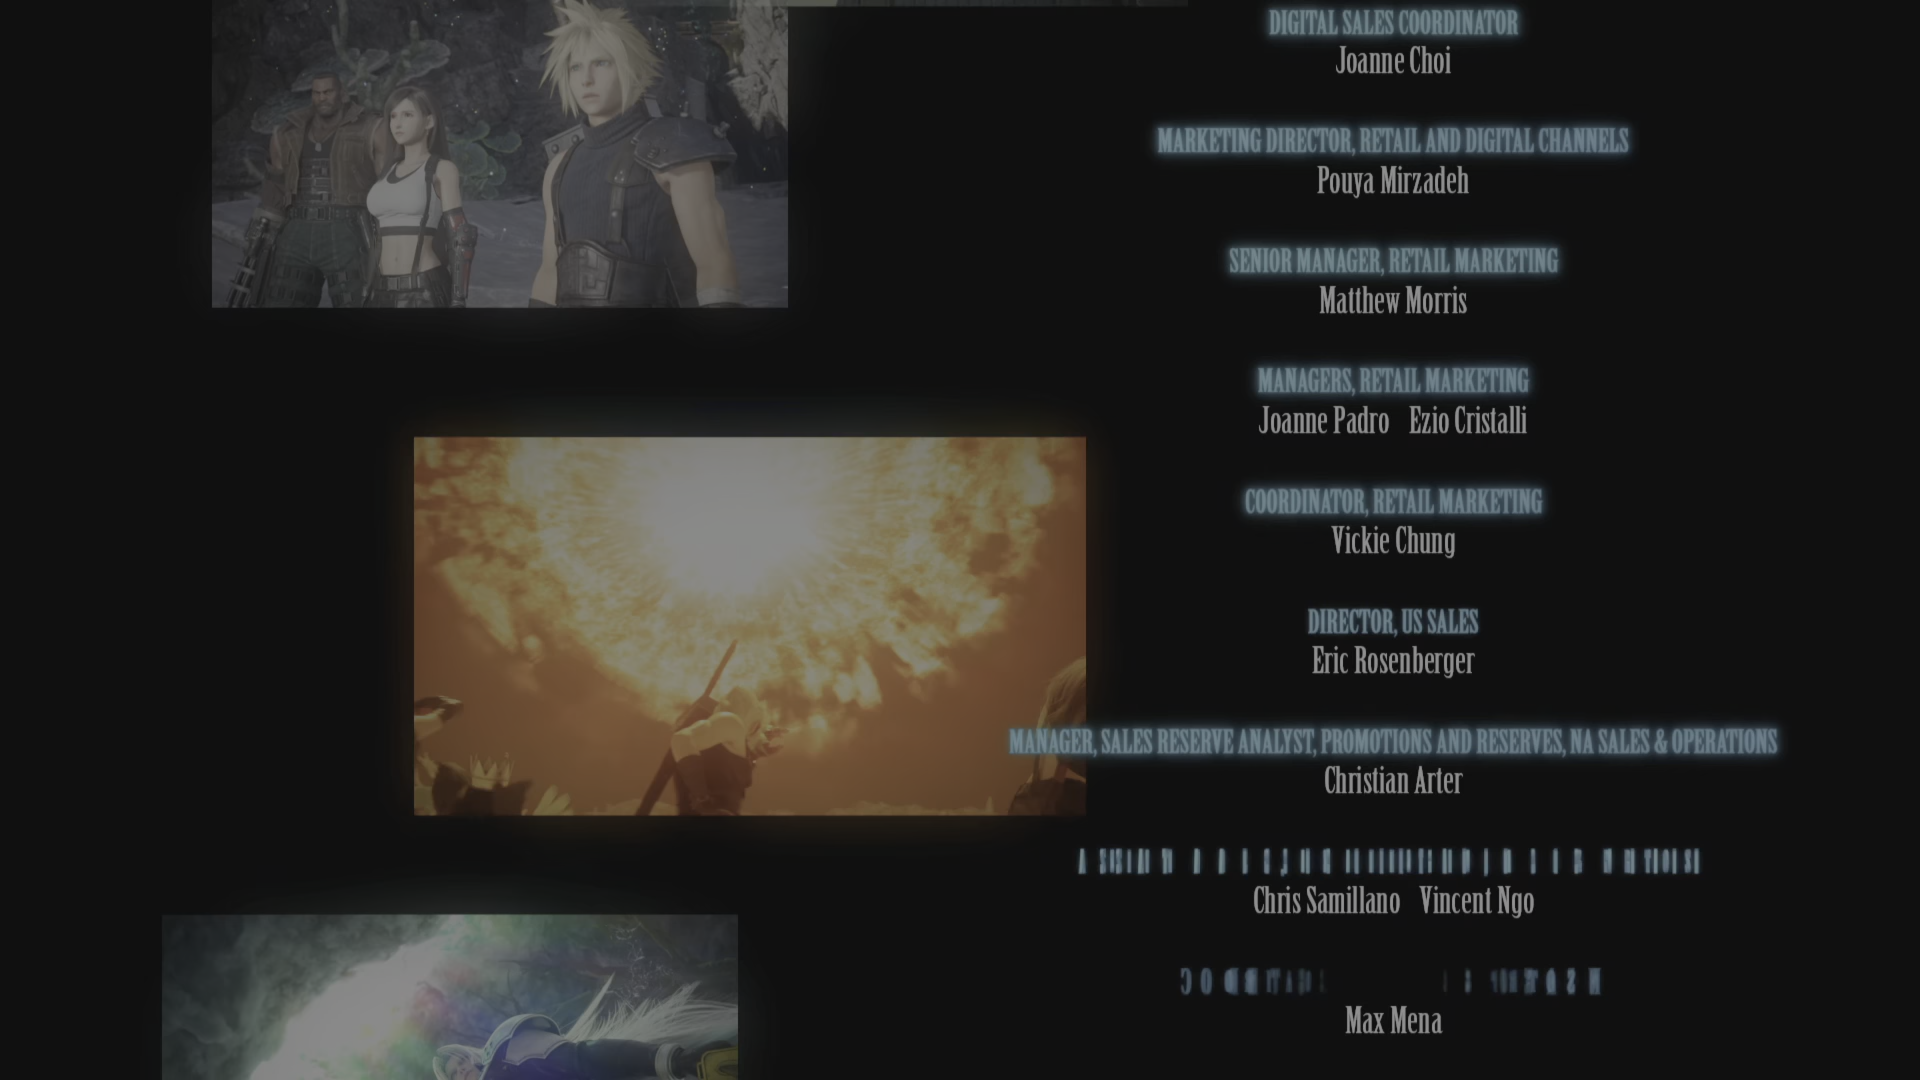 DIGITAL SALES COORDINATOR
Joanne Choi
MARKETING DIRECTOR, RETAIL AND DIGITAL CHANNELS
Pouya Mirzadeh
SENIOR MANAGER, RETAIL MARKETING
Matthew Morris
MANAGERS, RETAIL MARKETING
Joanne Padro Ezio Cristalli
COORDINATOR, RETAIL MARKETING
Vickie Chung
DIRECTOR, US SALES
Eric Rosenberger
MANAGER, SALES RESERVE ANALYST, PROMOTIONS AND RESERVES, NA SALES & OPERATIONS
Christian Arter
Chris Samillano Vincent Ngo
Max Mena